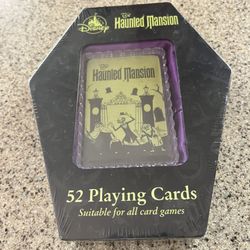 Disney
The
Haunted Mansion
The
Haunted Mansion
52 Playing Cards
Suitable for all card games